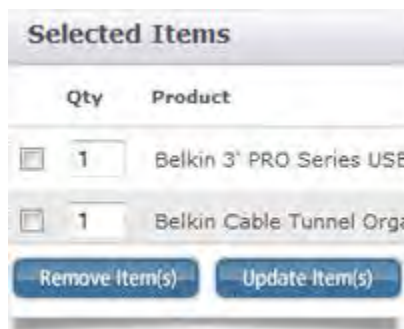 Selected Items
Qty Product
1 Belkin 3' PRO Series USB
1 Belkin Cable Tunnel Orga
Remove Item(s) Update Item(s)